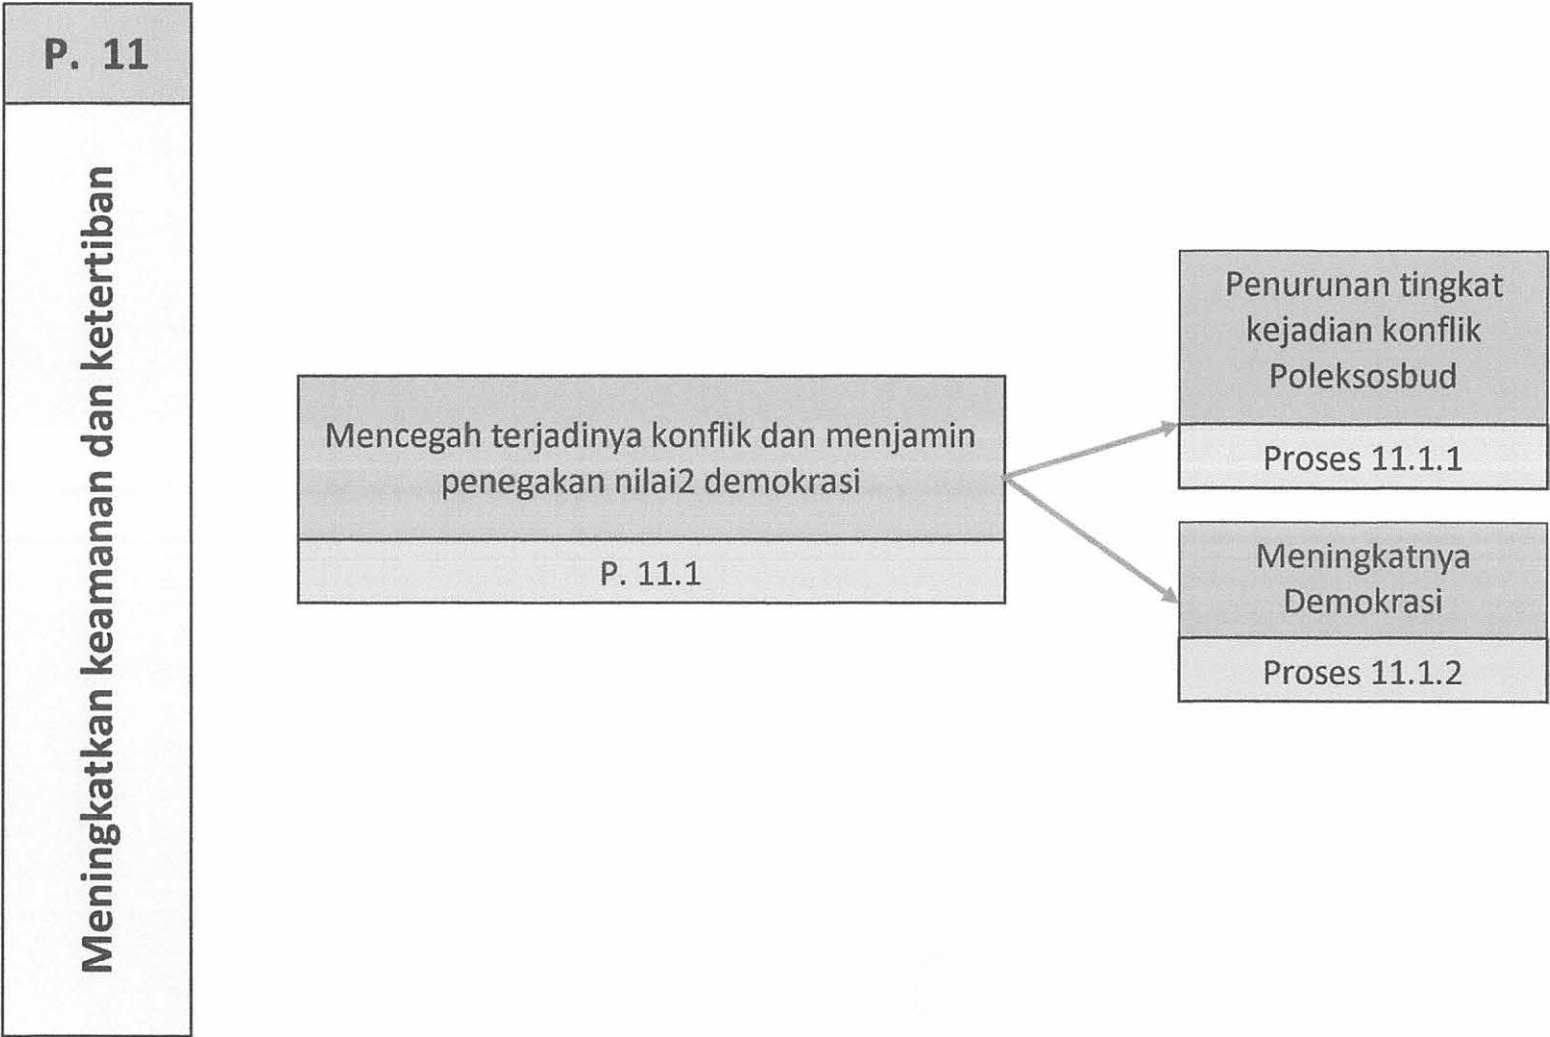 P. 11
Meningkatkan keamanan dan ketertiban
Mencegah terjadinya konflik dan menjamin
penegakan nilai2 demokrasi
P. 11.1
Penurunan tingkat
kejadian konflik
Poleksosbud
Proses 11.1.1
Meningkatnya
Demokrasi
Proses 11.1.2